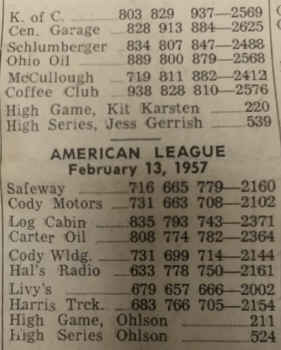 K. of C. 803 829 937—2569
Cen. Garage 828 913 884—2625
Schlumberger 834 807 847—2488
Ohio Oil 889 800 879—2568
McCullough 719 811 882—2412
Coffee Club 938 828 810—2576
High Game, Kit Karsten 220
High Series, Jess Gerrish 539
AMERICAN LEAGUE
February 13, 1957
Safeway 716 665 779—2160
Cody Motors 731 663 708—2102
Log Cabin 835 793 743—2371
Carter Oil 808 774 782—2364
Cody Wldg. 731 699 714—2144
Hal's Radio 633 778 750—2161
Livy's 679 657 666—2002
Harris Trck. 683 766 705—2154
High Game, Ohlson 211
High Series Ohlson 524